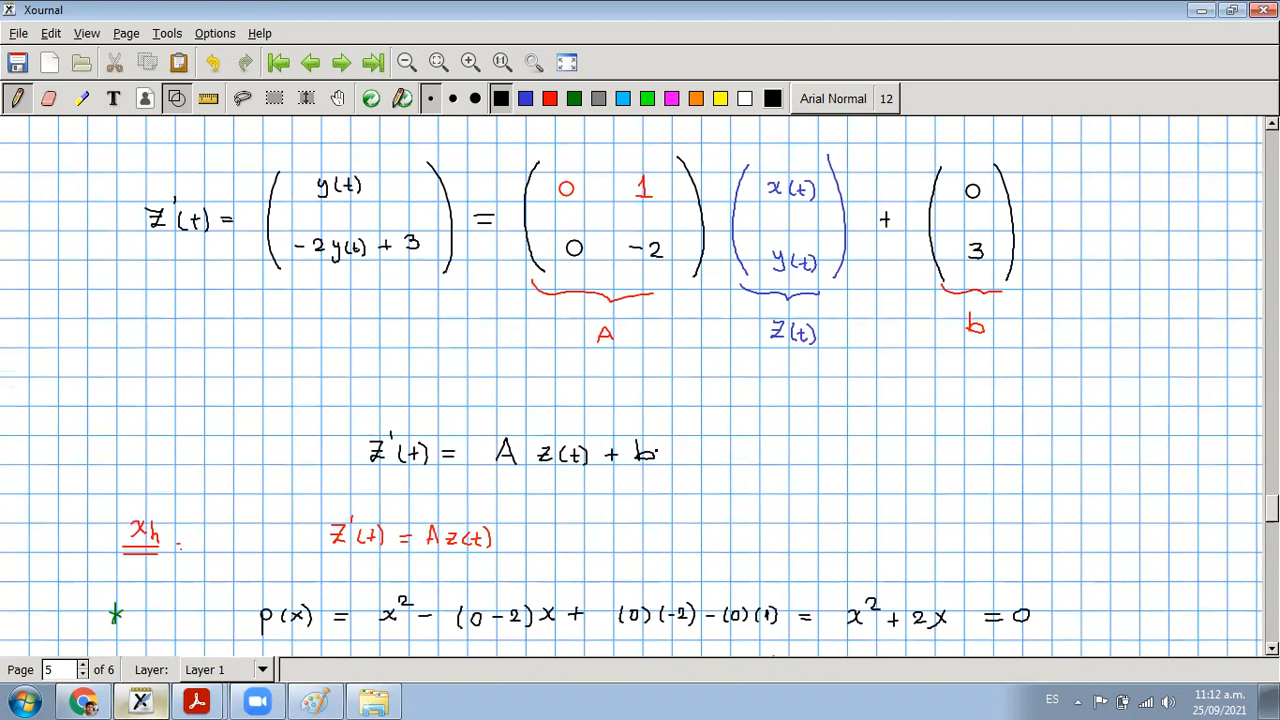 Xournal
File Edit View Page Tools Options Help
Arial Normal 12
Z'(t) = ( y(t) ) = ( 0 1 ) ( x(t) ) + ( 0 )
( -2y(t) + 3 ) ( 0 -2 ) ( y(t) ) ( 3 )
A Z(t) b
Z'(t) = A z(t) + b
xh : Z'(t) = A z(t)
* p(x) = x² - (0-2)x + (0)(-2) - (0)(1) = x² + 2x = 0
Page 5 of 6 Layer: Layer 1
ES 11:12 a.m.
25/09/2021